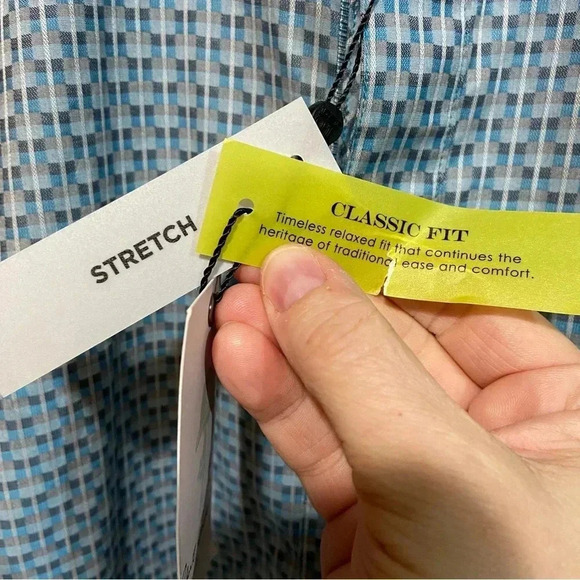 STRETCH
CLASSIC FIT
Timeless relaxed fit that continues the
heritage of traditional ease and comfort.